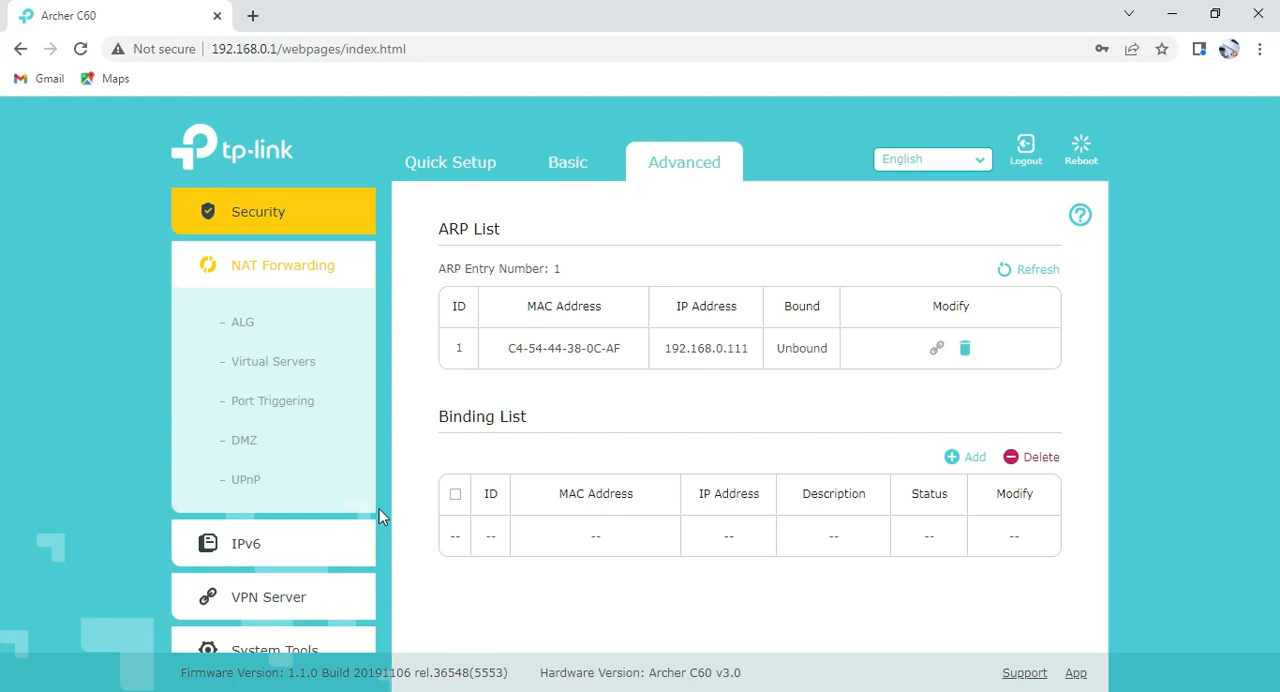 Archer C60
Not secure 192.168.0.1/webpages/index.html
Gmail Maps
tp-link
Quick Setup Basic Advanced
English
Logout Reboot
Security
NAT Forwarding
- ALG
- Virtual Servers
- Port Triggering
- DMZ
- UPnP
IPv6
VPN Server
System Tools
ARP List
ARP Entry Number: 1 Refresh
ID MAC Address IP Address Bound Modify
1 C4-54-44-38-0C-AF 192.168.0.111 Unbound
Binding List
Add Delete
ID MAC Address IP Address Description Status Modify
-- -- -- -- -- -- --
Firmware Version: 1.1.0 Build 20191106 rel.36548(5553) Hardware Version: Archer C60 v3.0 Support App